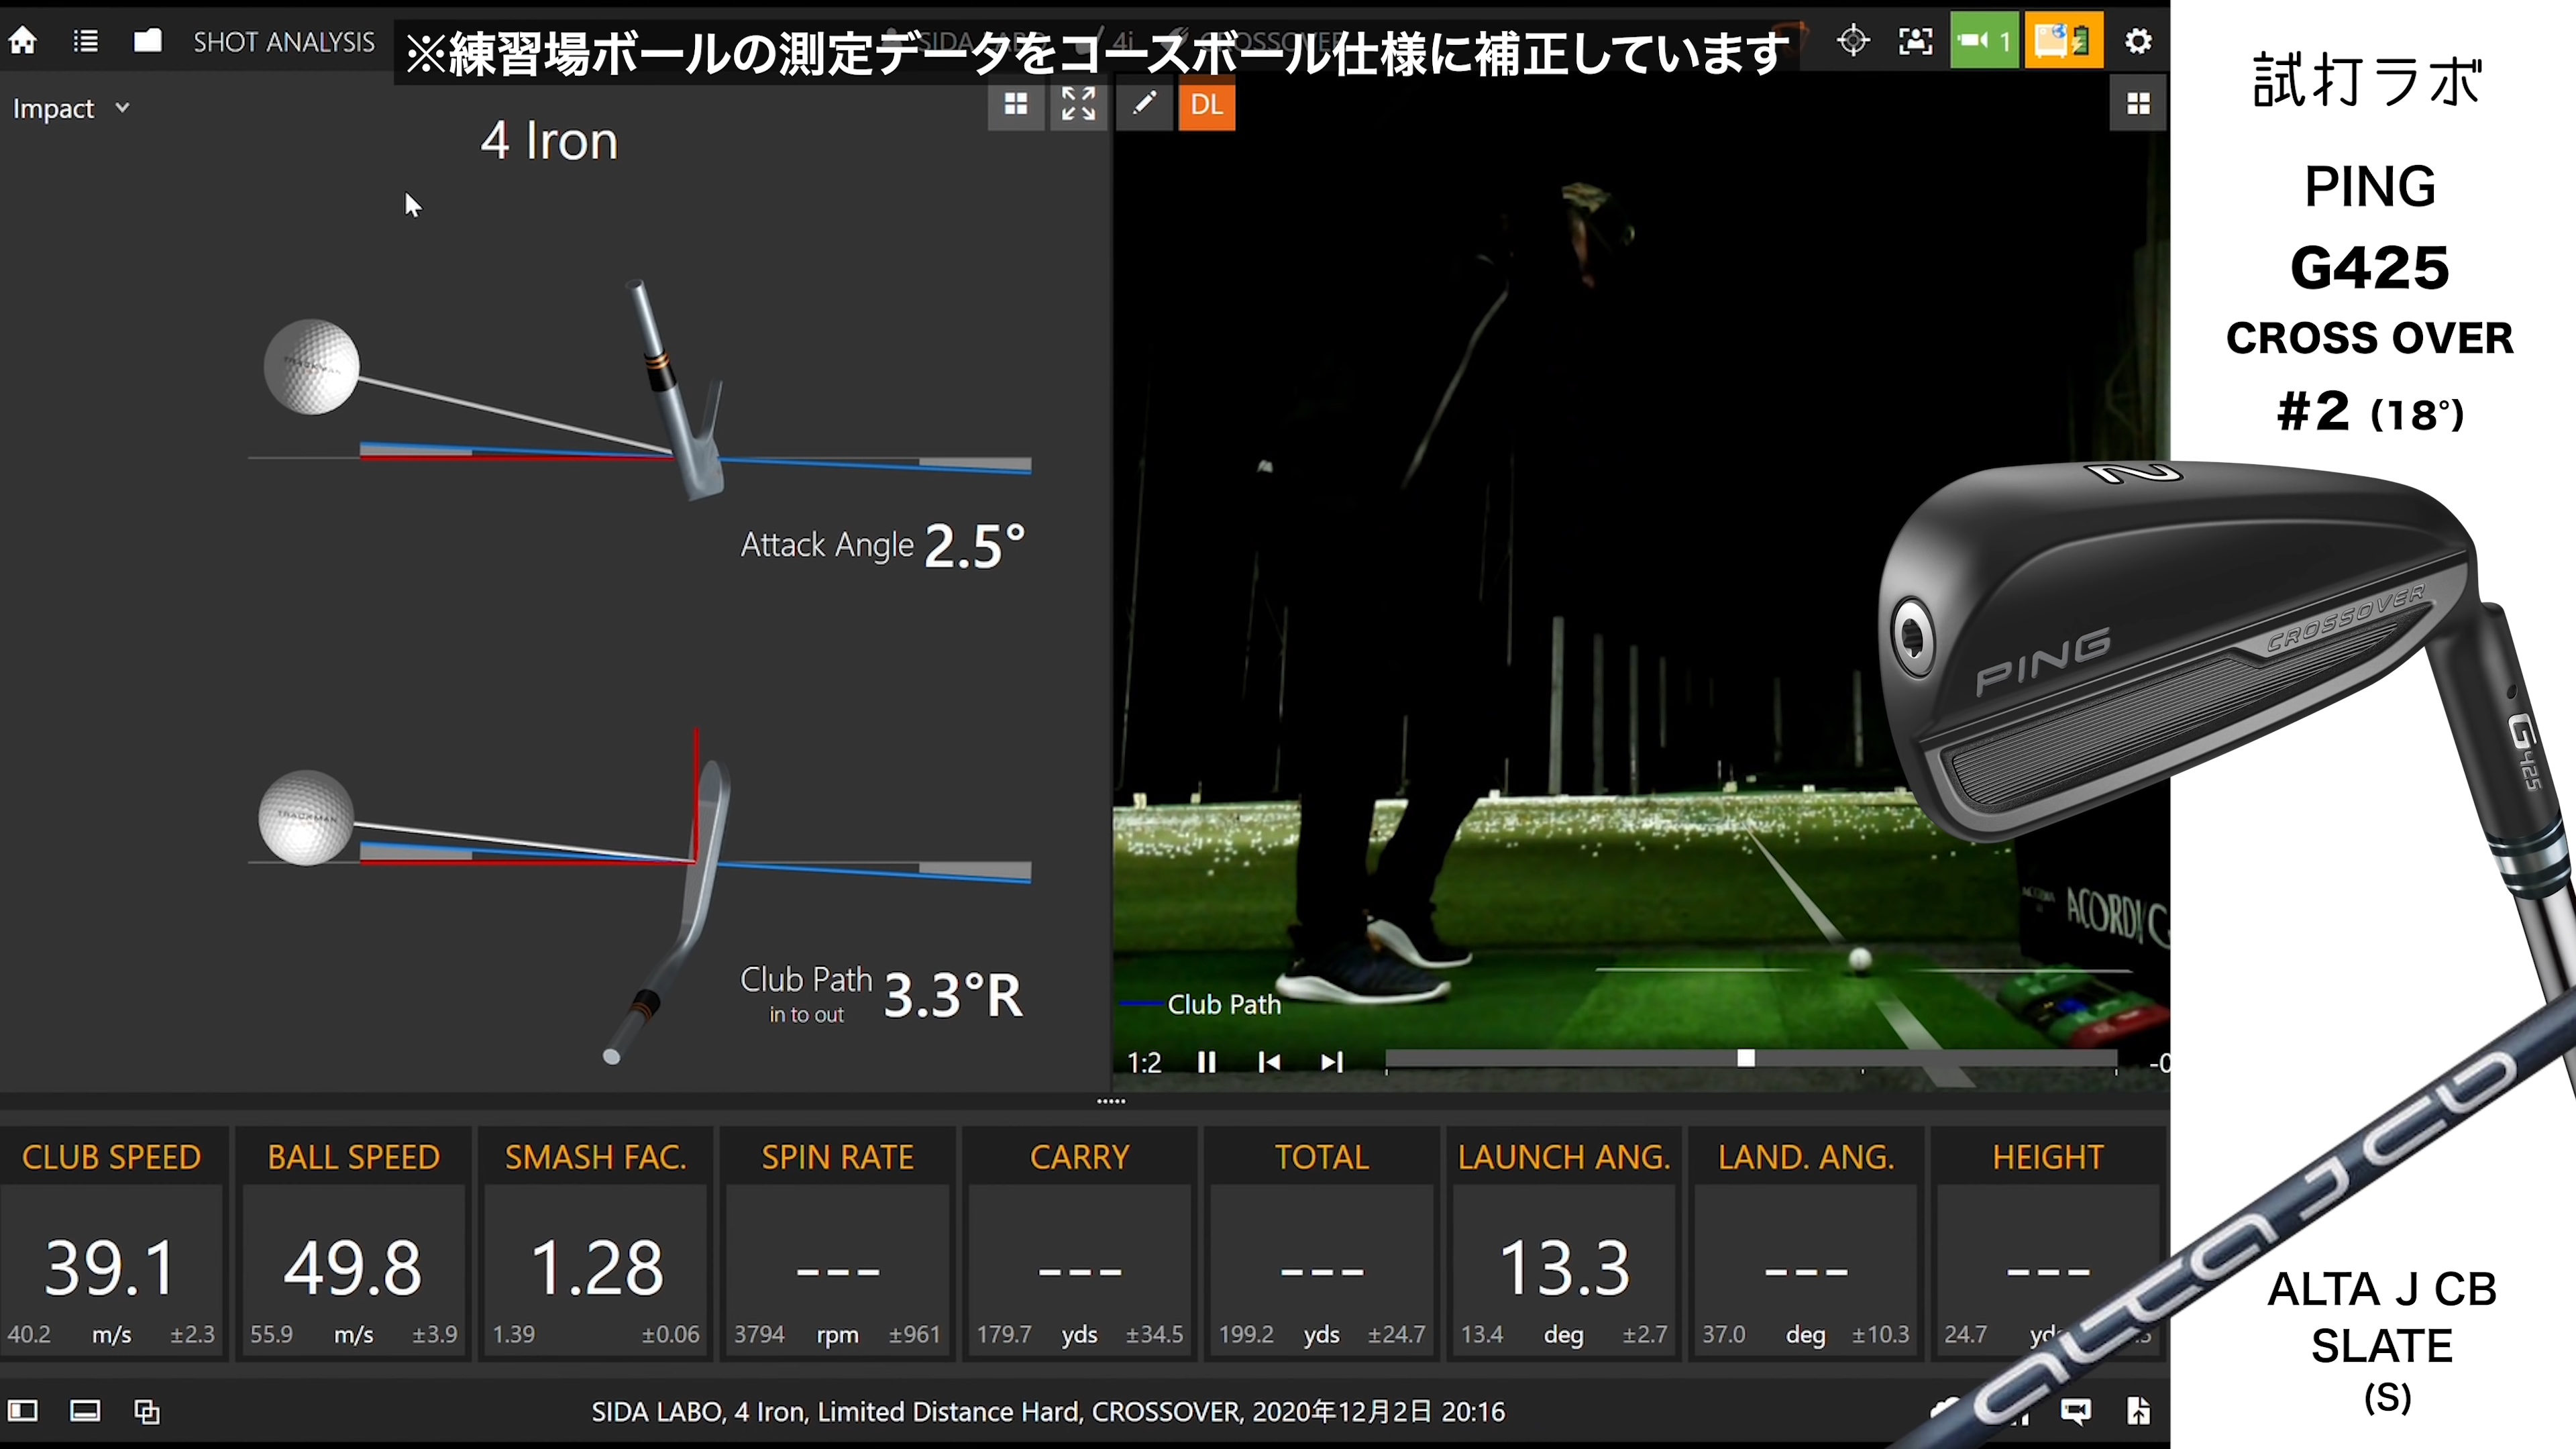 SHOT ANALYSIS
※練習場ボールの測定データをコースボール仕様に補正しています
1
Impact
DL
4 Iron
TRACKMAN
Attack Angle 2.5°
TRACKMAN
Club Path 3.3°R
in to out
Club Path
1:2
ACORDING
CLUB SPEED
39.1
40.2 m/s ±2.3
BALL SPEED
49.8
55.9 m/s ±3.9
SMASH FAC.
1.28
1.39 ±0.06
SPIN RATE
---
3794 rpm ±961
CARRY
---
179.7 yds ±34.5
TOTAL
---
199.2 yds ±24.7
LAUNCH ANG.
13.3
13.4 deg ±2.7
LAND. ANG.
---
37.0 deg ±10.3
HEIGHT
---
24.7
SIDA LABO, 4 Iron, Limited Distance Hard, CROSSOVER, 2020年12月2日 20:16
試打ラボ
PING
G425
CROSS OVER
#2 (18°)
2
PING
CROSSOVER
G425
ALTA J CB
ALTA J CB
SLATE
(S)